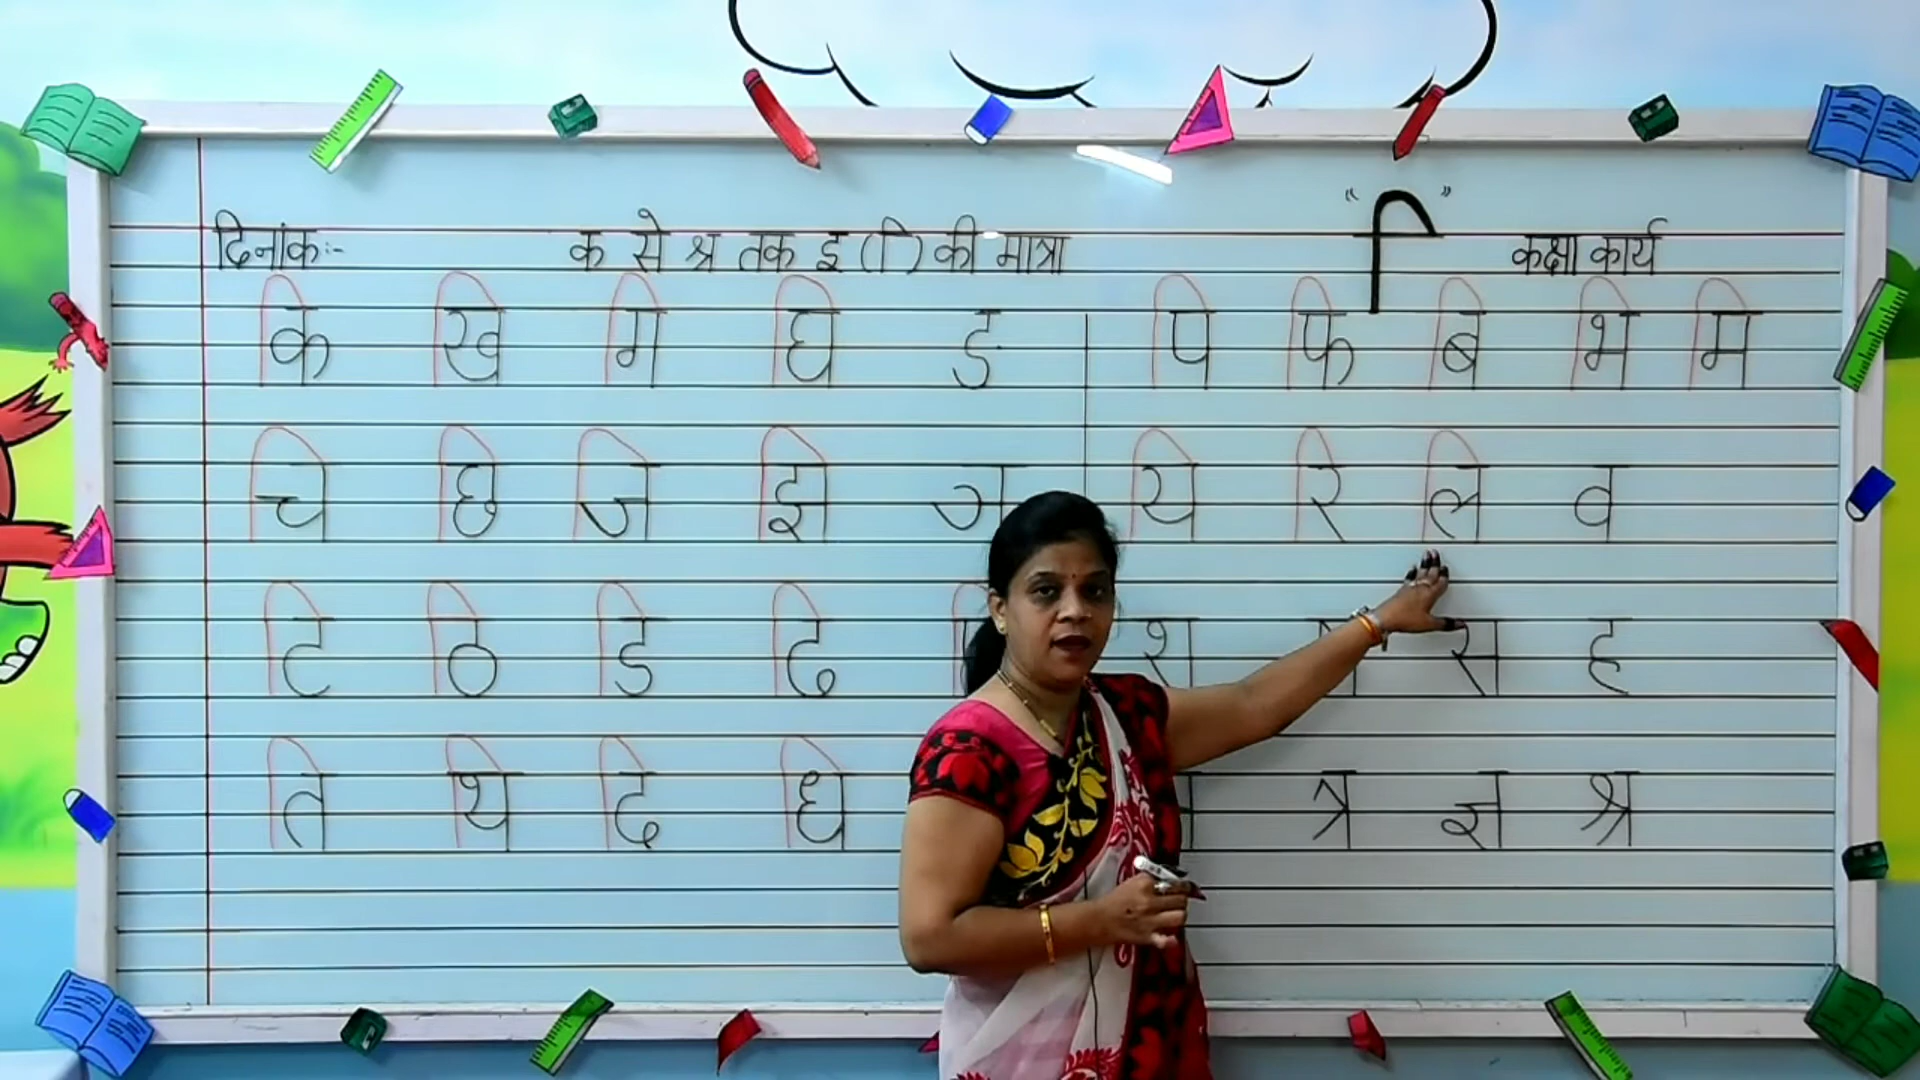 दिनांकः- क से श्र तक इ (ि) की मात्रा "ि" कक्षा कार्य
कि खि गि घि ङ पि फि बि भि मि
चि छि जि झि ञ यि रि लि व
टि ठि डि ढि श स ह
ति थि दि धि त्र ज्ञ श्र